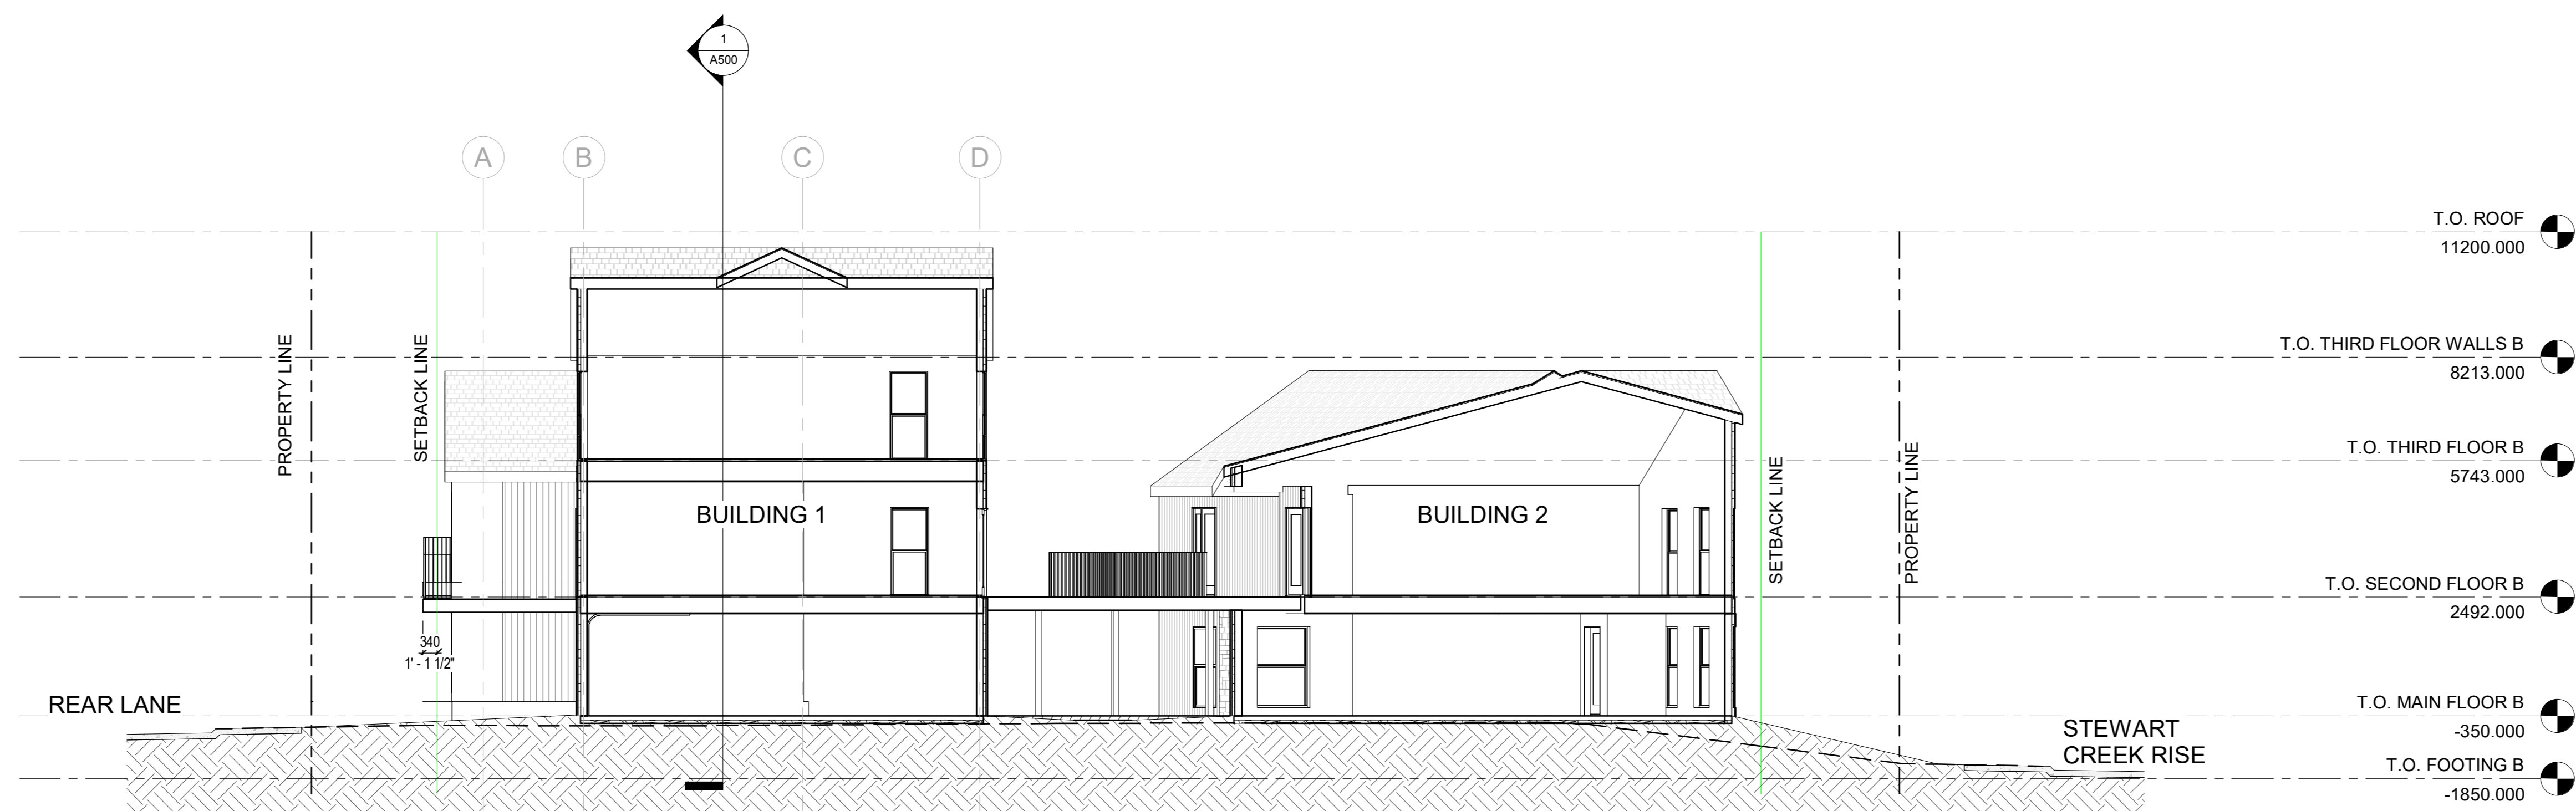 1
A500
A
B
C
D
T.O. ROOF
11200.000
PROPERTY LINE
SETBACK LINE
T.O. THIRD FLOOR WALLS B
8213.000
T.O. THIRD FLOOR B
5743.000
BUILDING 1
BUILDING 2
SETBACK LINE
PROPERTY LINE
T.O. SECOND FLOOR B
2492.000
340
1' - 1 1/2"
REAR LANE
T.O. MAIN FLOOR B
-350.000
STEWART
CREEK RISE
T.O. FOOTING B
-1850.000